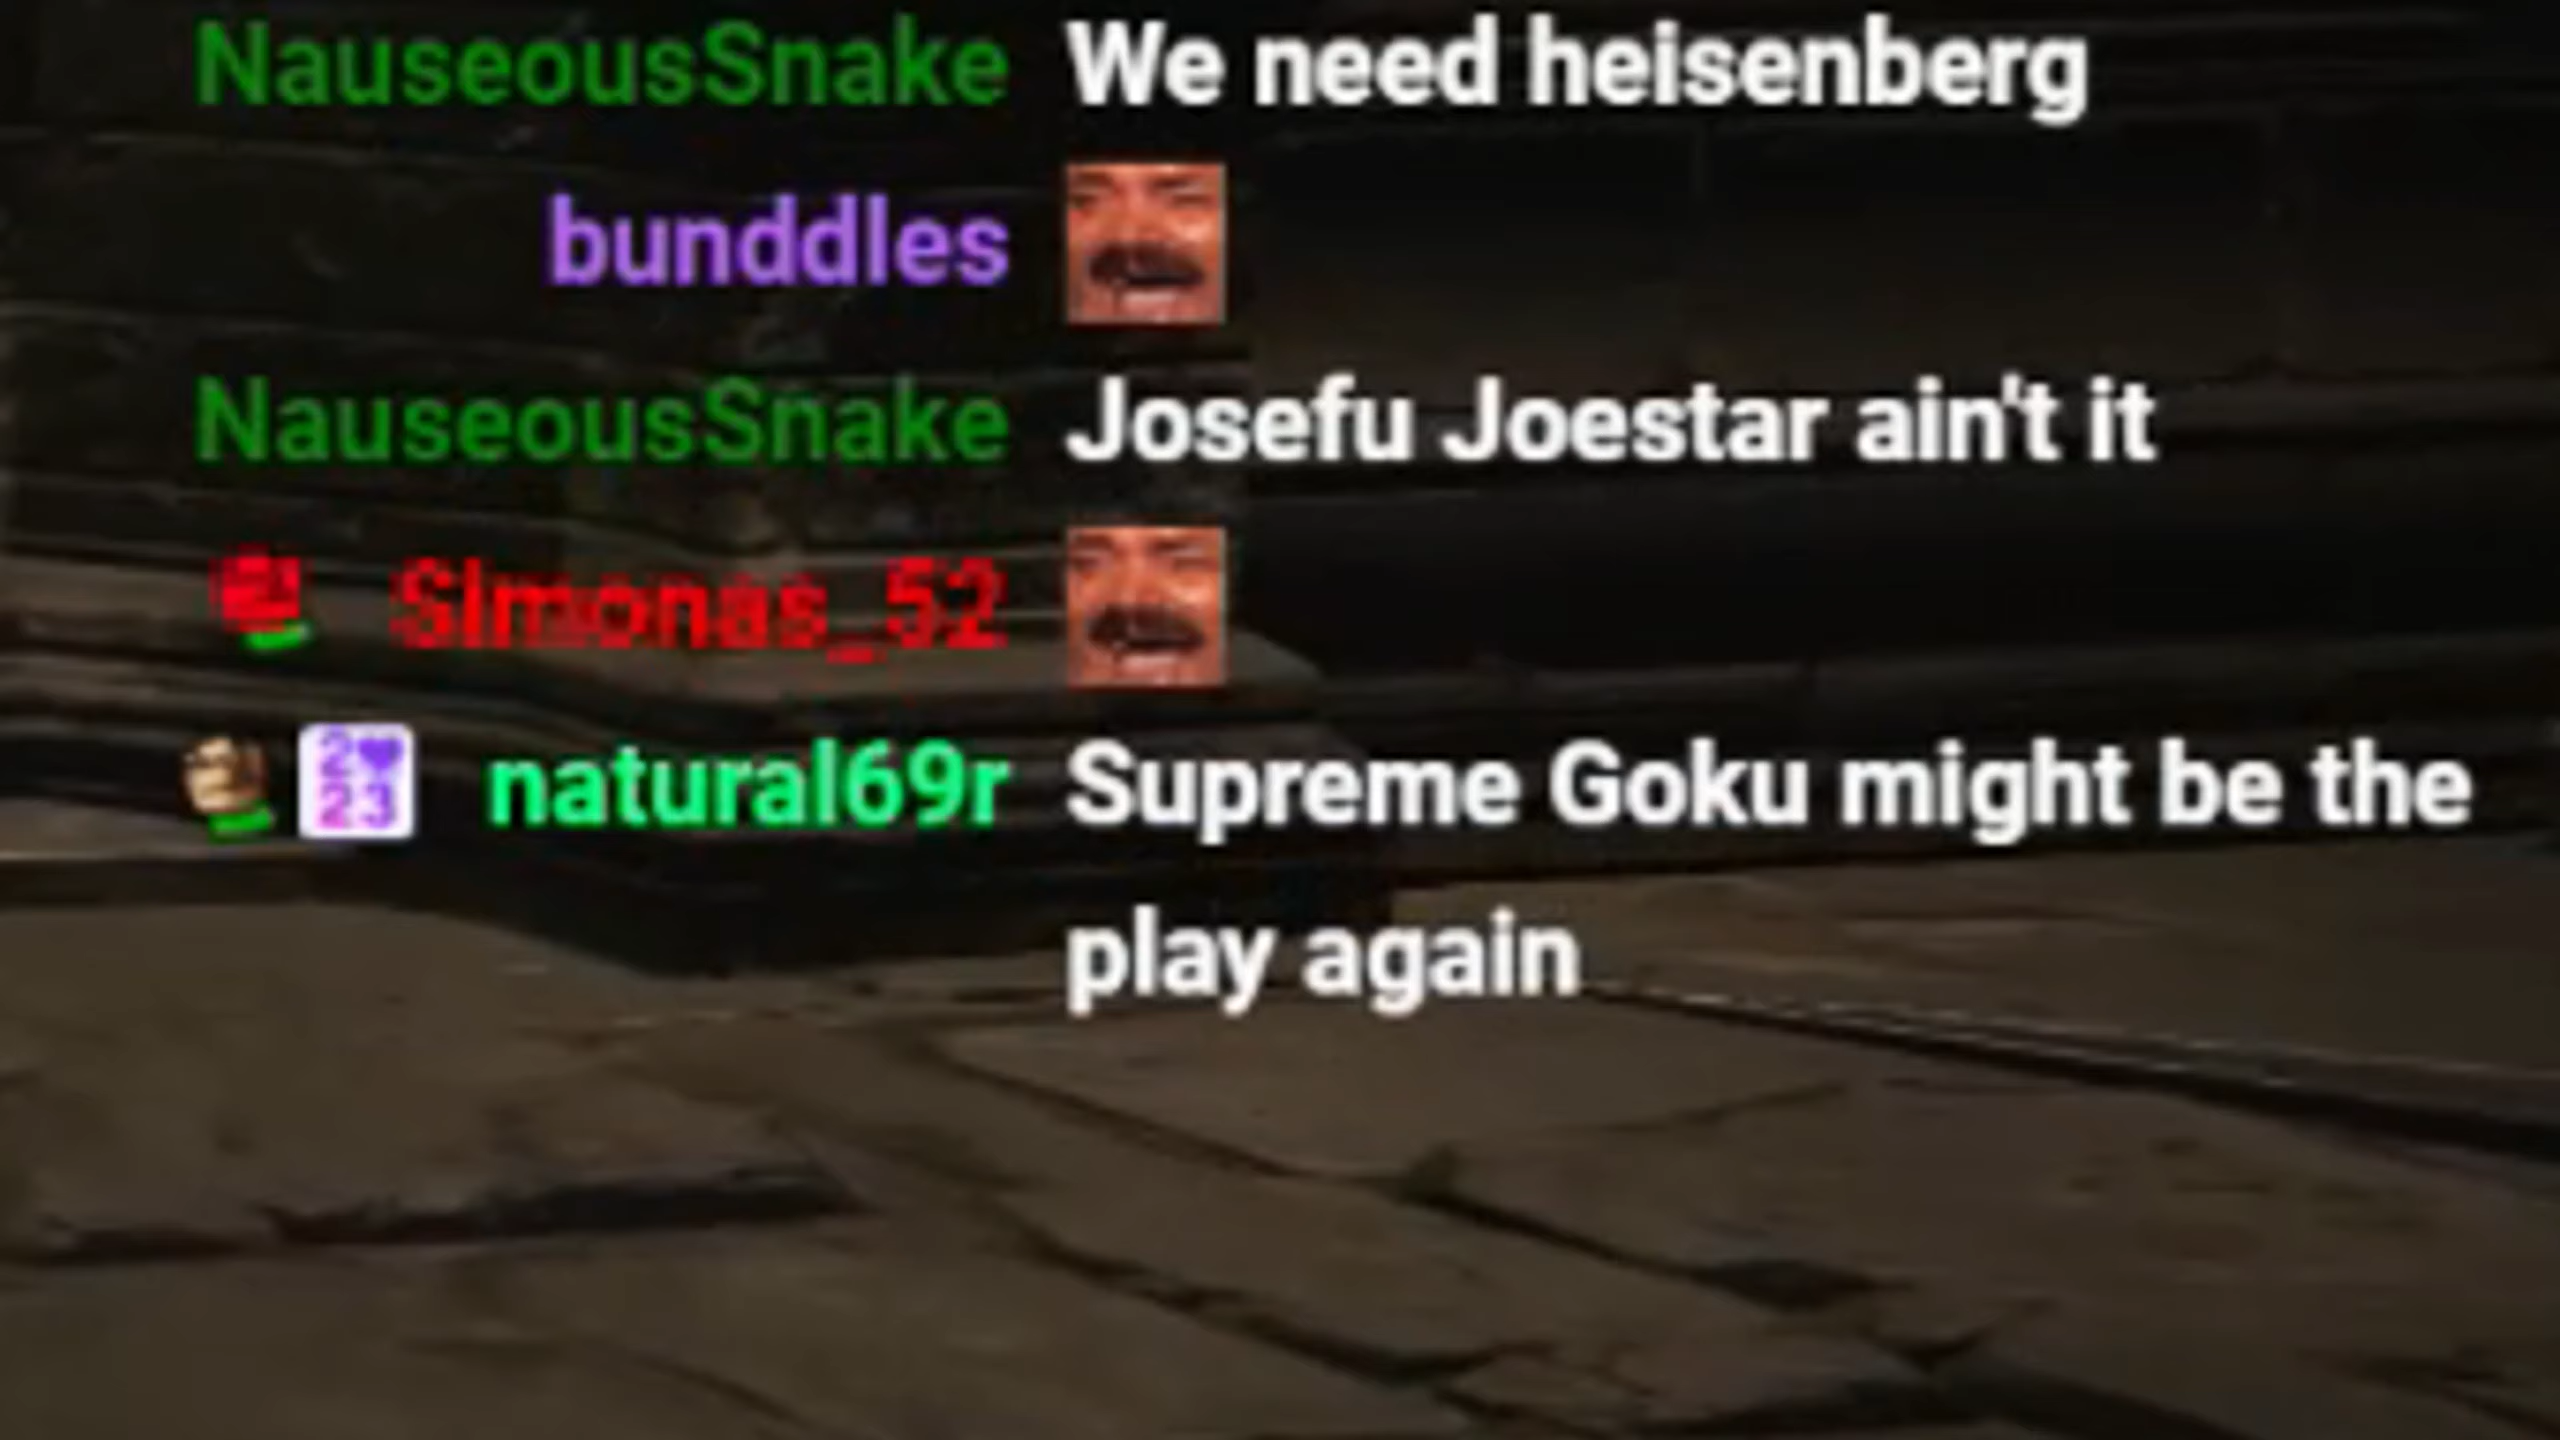 NauseousSnake We need heisenberg
bunddles
NauseousSnake Josefu Joestar ain't it
Simonas_52
2023 natural69r Supreme Goku might be the
play again